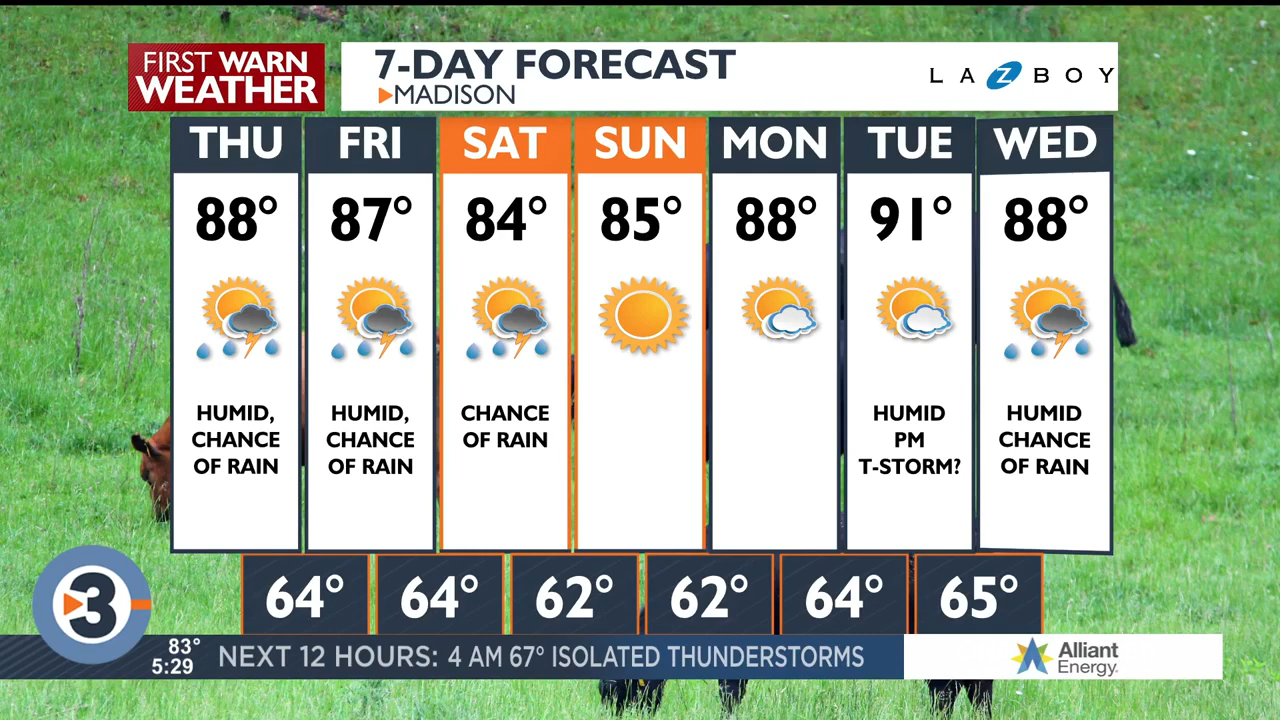 FIRST WARN
WEATHER
7-DAY FORECAST
MADISON
LAZBOY
THU FRI SAT SUN MON TUE WED
88° 87° 84° 85° 88° 91° 88°
HUMID,
CHANCE
OF RAIN
HUMID,
CHANCE
OF RAIN
CHANCE
OF RAIN
HUMID
PM
T-STORM?
HUMID
CHANCE
OF RAIN
64° 64° 62° 62° 64° 65°
3
83°
5:29
NEXT 12 HOURS: 4 AM 67° ISOLATED THUNDERSTORMS
Alliant
Energy.